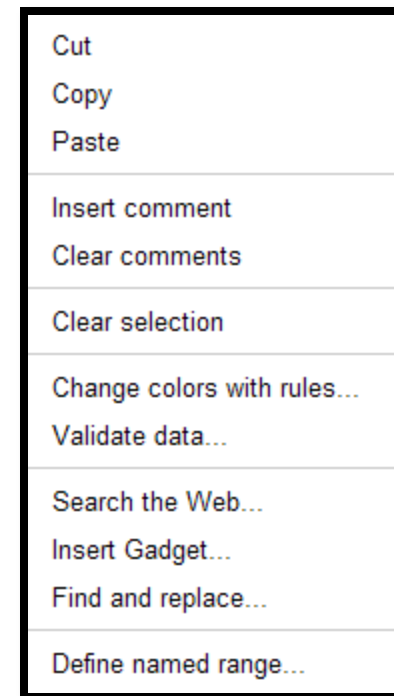 Cut
Copy
Paste
Insert comment
Clear comments
Clear selection
Change colors with rules...
Validate data...
Search the Web...
Insert Gadget...
Find and replace...
Define named range...